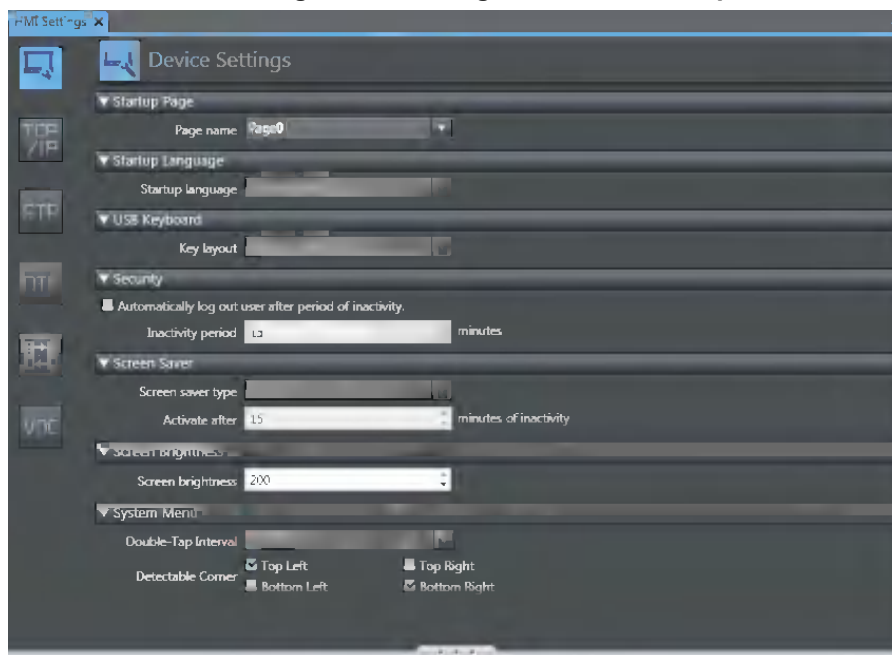 HMI Settings
Device Settings
Startup Page
Page name Page0
TCP
/IP
Startup Language
Startup language
FTP
USB Keyboard
Key layout
Security
Automatically log out user after period of inactivity.
Inactivity period 15 minutes
Screen Saver
Screen saver type
Activate after 15 minutes of inactivity
VNC
Screen Brightness
Screen brightness 200
System Menu
Double-Tap Interval
Detectable Corner
Top Left Top Right
Bottom Left Bottom Right